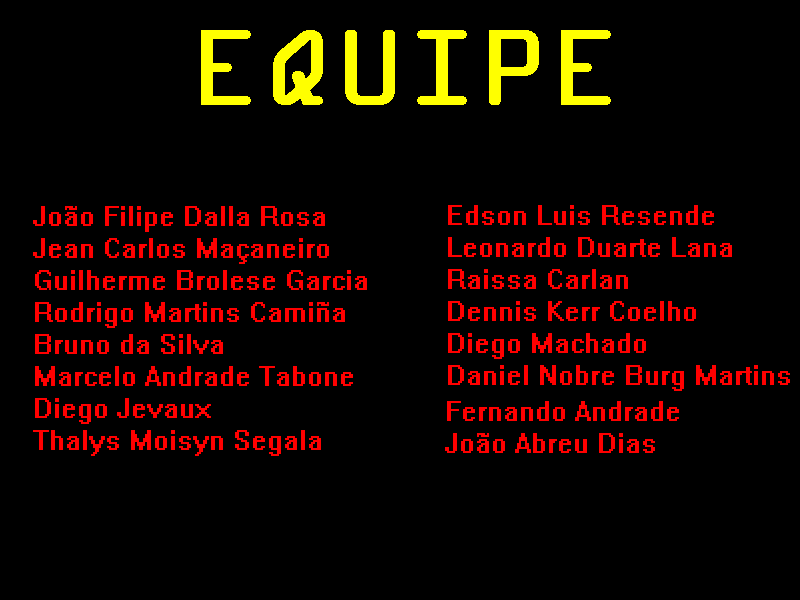 EQUIPE
João Filipe Dalla Rosa
Jean Carlos Maçaneiro
Guilherme Brolese Garcia
Rodrigo Martins Camiña
Bruno da Silva
Marcelo Andrade Tabone
Diego Jevaux
Thalys Moisyn Segala
Edson Luis Resende
Leonardo Duarte Lana
Raissa Carlan
Dennis Kerr Coelho
Diego Machado
Daniel Nobre Burg Martins
Fernando Andrade
João Abreu Dias